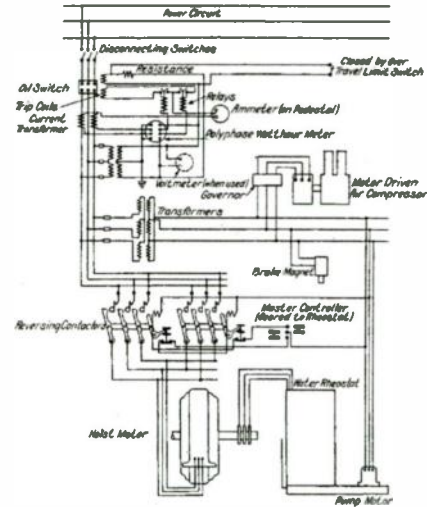 Power Circuit
Disconnecting Switches
Resistance
Closed by Over
Travel Limit Switch
Oil Switch
Trip Coils
Current
Transformer
Relays
Ammeter (on Pedestal)
Polyphase Watthour Meter
Voltmeter (when used)
Governor
Motor Driven
Air Compressor
Transformers
Brake Magnet
Reversing Contactors
Master Controller
(Geared to Rheostat)
Water Rheostat
Hoist Motor
Pump Motor